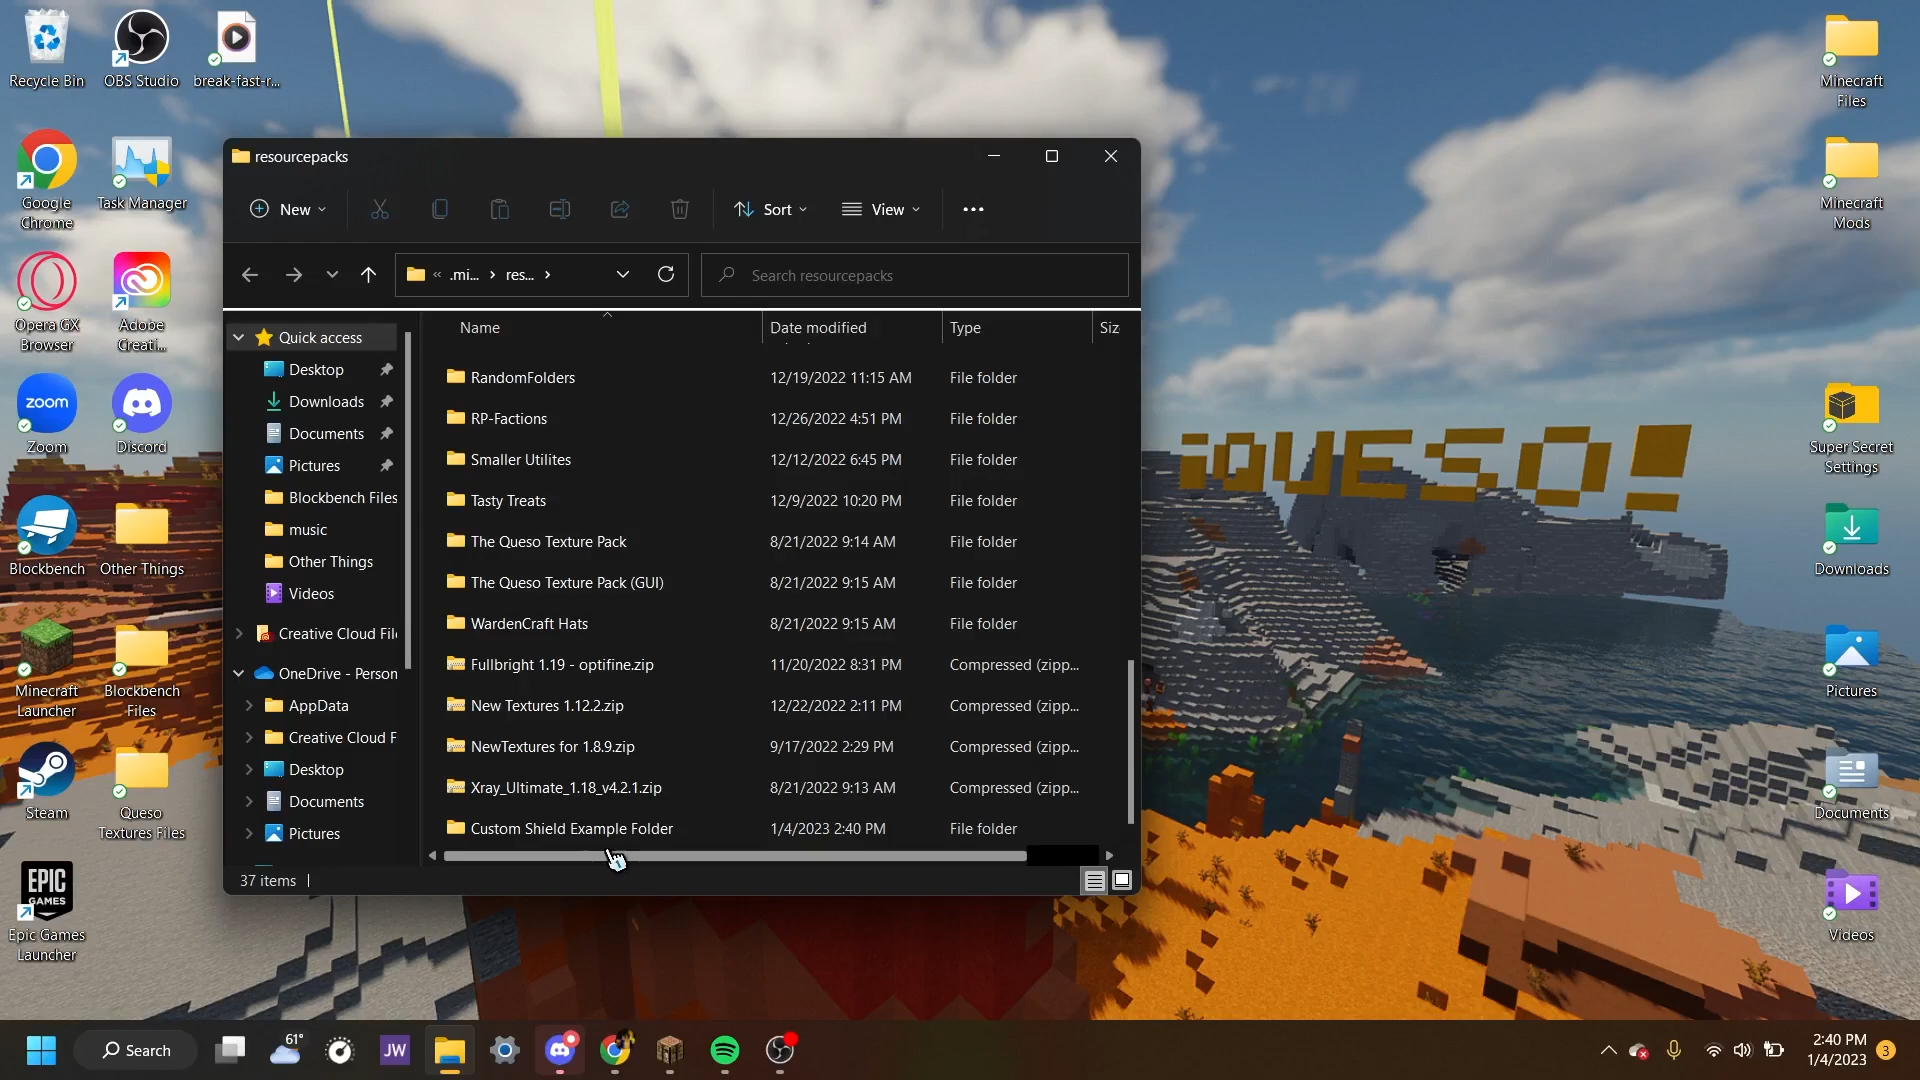 Recycle Bin
OBS Studio
break-fast-r...
Google
Chrome
Task Manager
Opera GX
Browser
Adobe
Creati...
zoom
Zoom
Discord
Blockbench
Other Things
Minecraft
Launcher
Blockbench
Files
Steam
Queso
Textures Files
EPIC
GAMES
Epic Games
Launcher
resourcepacks
New
Sort
View
« .mi... > res... >
Search resourcepacks
Quick access
Desktop
Downloads
Documents
Pictures
Blockbench Files
music
Other Things
Videos
Creative Cloud Fil
OneDrive - Person
AppData
Creative Cloud F
Desktop
Documents
Pictures
Name Date modified Type Siz
RandomFolders 12/19/2022 11:15 AM File folder
RP-Factions 12/26/2022 4:51 PM File folder
Smaller Utilites 12/12/2022 6:45 PM File folder
Tasty Treats 12/9/2022 10:20 PM File folder
The Queso Texture Pack 8/21/2022 9:14 AM File folder
The Queso Texture Pack (GUI) 8/21/2022 9:15 AM File folder
WardenCraft Hats 8/21/2022 9:15 AM File folder
Fullbright 1.19 - optifine.zip 11/20/2022 8:31 PM Compressed (zipp...
New Textures 1.12.2.zip 12/22/2022 2:11 PM Compressed (zipp...
NewTextures for 1.8.9.zip 9/17/2022 2:29 PM Compressed (zipp...
Xray_Ultimate_1.18_v4.2.1.zip 8/21/2022 9:13 AM Compressed (zipp...
Custom Shield Example Folder 1/4/2023 2:40 PM File folder
37 items
¡QUESO!
Minecraft
Files
Minecraft
Mods
Super Secret
Settings
Downloads
Pictures
Documents
Videos
Search
61°
JW
2:40 PM
1/4/2023
3